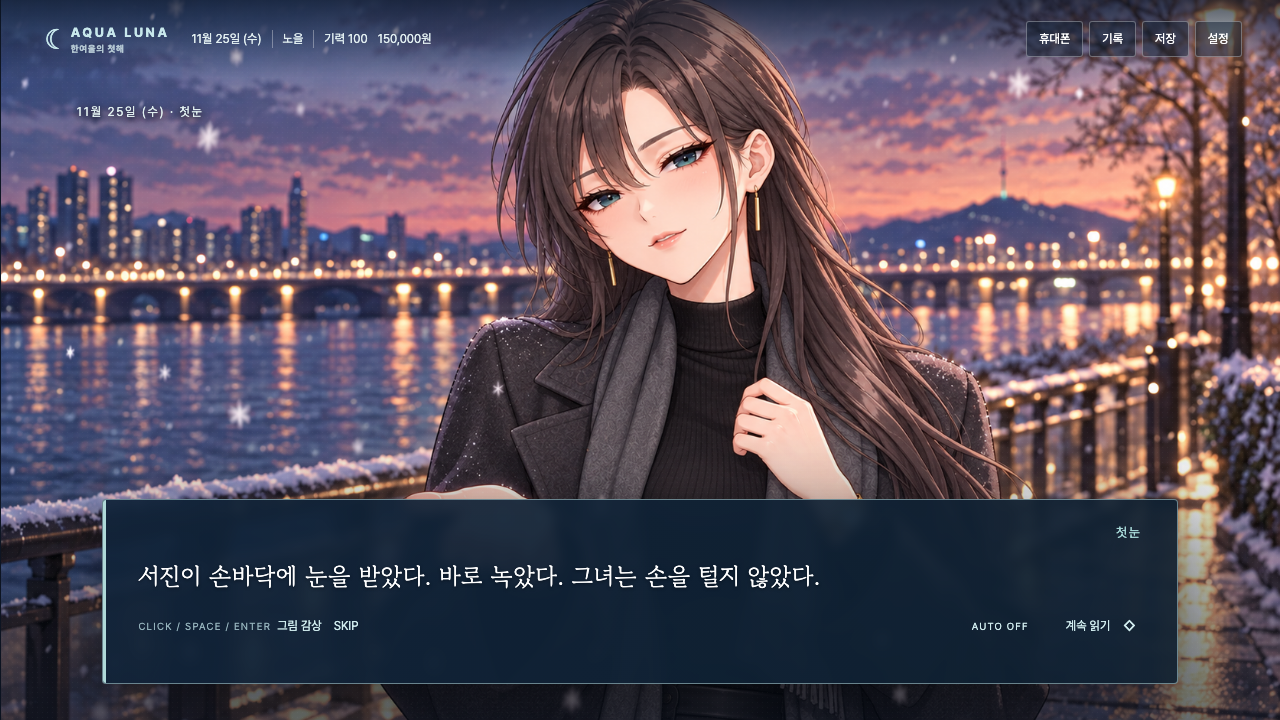 AQUA LUNA
한여울의 첫해
11월 25일 (수) 노을 기력 100 150,000원
휴대폰 기록 저장 설정
11월 25일 (수) · 첫눈
첫눈
서진이 손바닥에 눈을 받았다. 바로 녹았다. 그녀는 손을 털지 않았다.
CLICK / SPACE / ENTER 그림 감상 SKIP
AUTO OFF 계속 읽기